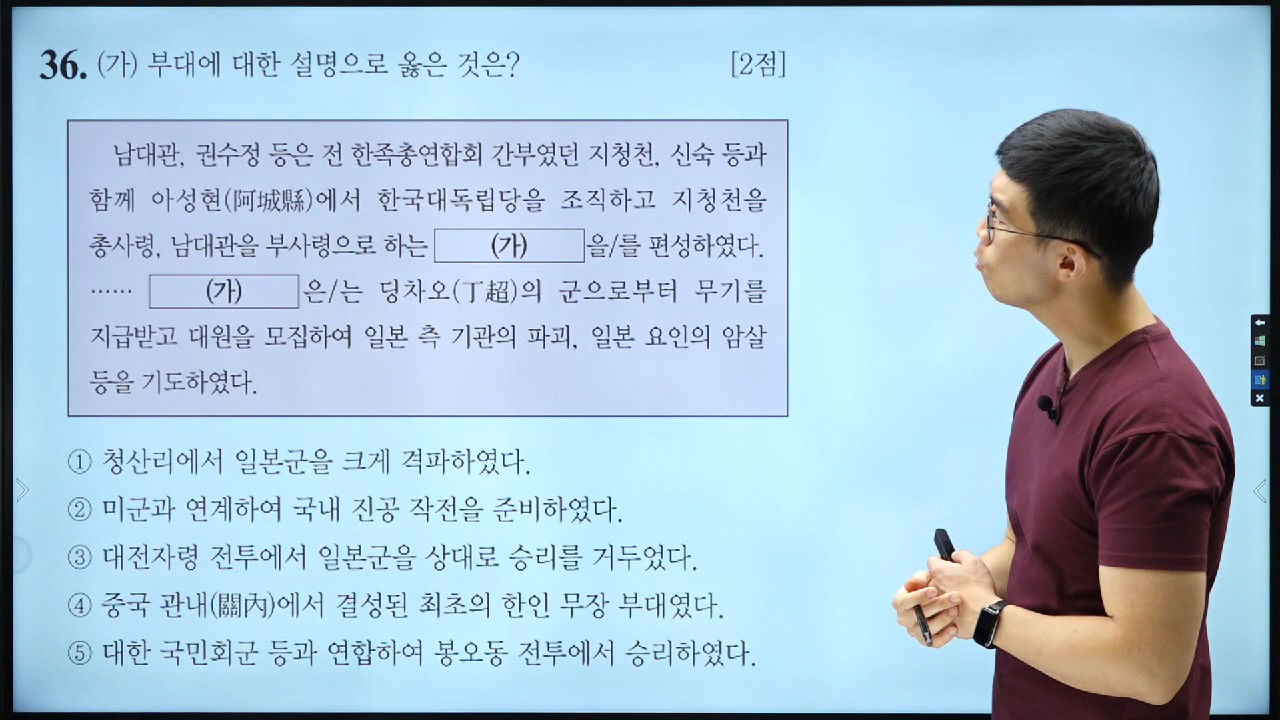 36. (가) 부대에 대한 설명으로 옳은 것은? [2점]
남대관, 권수정 등은 전 한족총연합회 간부였던 지청천, 신숙 등과
함께 아성현(阿城縣)에서 한국대독립당을 조직하고 지청천을
총사령, 남대관을 부사령으로 하는 (가) 을/를 편성하였다.
…… (가) 은/는 딩차오(丁超)의 군으로부터 무기를
지급받고 대원을 모집하여 일본 측 기관의 파괴, 일본 요인의 암살
등을 기도하였다.
① 청산리에서 일본군을 크게 격파하였다.
② 미군과 연계하여 국내 진공 작전을 준비하였다.
③ 대전자령 전투에서 일본군을 상대로 승리를 거두었다.
④ 중국 관내(關內)에서 결성된 최초의 한인 무장 부대였다.
⑤ 대한 국민회군 등과 연합하여 봉오동 전투에서 승리하였다.